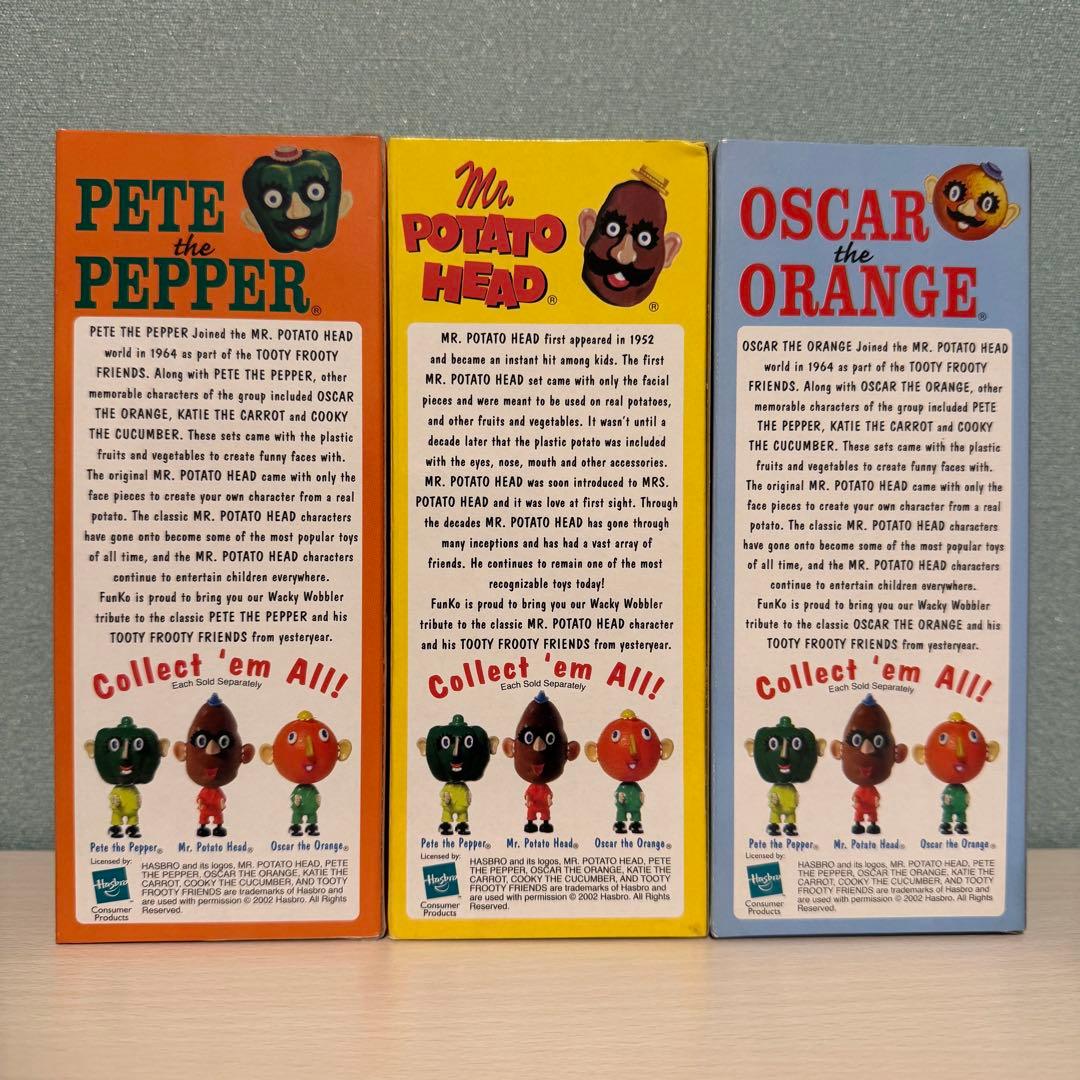 PETE
the
PEPPER®
PETE THE PEPPER Joined the MR. POTATO HEAD
world in 1964 as part of the TOOTY FROOTY
FRIENDS. Along with PETE THE PEPPER, other
memorable characters of the group included OSCAR
THE ORANGE, KATIE THE CARROT and COOKY
THE CUCUMBER. These sets came with the plastic
fruits and vegetables to create funny faces with.
The original MR. POTATO HEAD came with only the
face pieces to create your own character from a real
potato. The classic MR. POTATO HEAD characters
have gone onto become some of the most popular toys
of all time, and the MR. POTATO HEAD characters
continue to entertain children everywhere.
FunKo is proud to bring you our Wacky Wobbler
tribute to the classic PETE THE PEPPER and his
TOOTY FROOTY FRIENDS from yesteryear.
Collect 'em All!
Each Sold Separately
Pete the Pepper® Mr. Potato Head® Oscar the Orange®
Licensed by:
Hasbro
Consumer
Products
HASBRO and its logos, MR. POTATO HEAD, PETE
THE PEPPER, OSCAR THE ORANGE, KATIE THE
CARROT, COOKY THE CUCUMBER, AND TOOTY
FROOTY FRIENDS are trademarks of Hasbro and
are used with permission © 2002 Hasbro. All Rights
Reserved.
Mr.
POTATO
HEAD® ®
MR. POTATO HEAD first appeared in 1952
and became an instant hit among kids. The first
MR. POTATO HEAD set came with only the facial
pieces and were meant to be used on real potatoes,
and other fruits and vegetables. It wasn't until a
decade later that the plastic potato was included
with the eyes, nose, mouth and other accessories.
MR. POTATO HEAD was soon introduced to MRS.
POTATO HEAD and it was love at first sight. Through
the decades MR. POTATO HEAD has gone through
many inceptions and has had a vast array of
friends. He continues to remain one of the most
recognizable toys today!
FunKo is proud to bring you our Wacky Wobbler
tribute to the classic MR. POTATO HEAD character
and his TOOTY FROOTY FRIENDS from yesteryear.
Collect 'em All!
Each Sold Separately
Pete the Pepper® Mr. Potato Head® Oscar the Orange®
Licensed by:
Hasbro
Consumer
Products
HASBRO and its logos, MR. POTATO HEAD, PETE
THE PEPPER, OSCAR THE ORANGE, KATIE THE
CARROT, COOKY THE CUCUMBER, AND TOOTY
FROOTY FRIENDS are trademarks of Hasbro and
are used with permission © 2002 Hasbro. All Rights
Reserved.
OSCAR
the
ORANGE®
OSCAR THE ORANGE Joined the MR. POTATO HEAD
world in 1964 as part of the TOOTY FROOTY
FRIENDS. Along with OSCAR THE ORANGE, other
memorable characters of the group included PETE
THE PEPPER, KATIE THE CARROT and COOKY
THE CUCUMBER. These sets came with the plastic
fruits and vegetables to create funny faces with.
The original MR. POTATO HEAD came with only the
face pieces to create your own character from a real
potato. The classic MR. POTATO HEAD characters
have gone onto become some of the most popular toys
of all time, and the MR. POTATO HEAD characters
continue to entertain children everywhere.
FunKo is proud to bring you our Wacky Wobbler
tribute to the classic OSCAR THE ORANGE and his
TOOTY FROOTY FRIENDS from yesteryear.
Collect 'em All!
Each Sold Separately
Pete the Pepper® Mr. Potato Head® Oscar the Orange®
Licensed by:
Hasbro
Consumer
Products
HASBRO and its logos, MR. POTATO HEAD, PETE
THE PEPPER, OSCAR THE ORANGE, KATIE THE
CARROT, COOKY THE CUCUMBER, AND TOOTY
FROOTY FRIENDS are trademarks of Hasbro and
are used with permission © 2002 Hasbro. All Rights
Reserved.